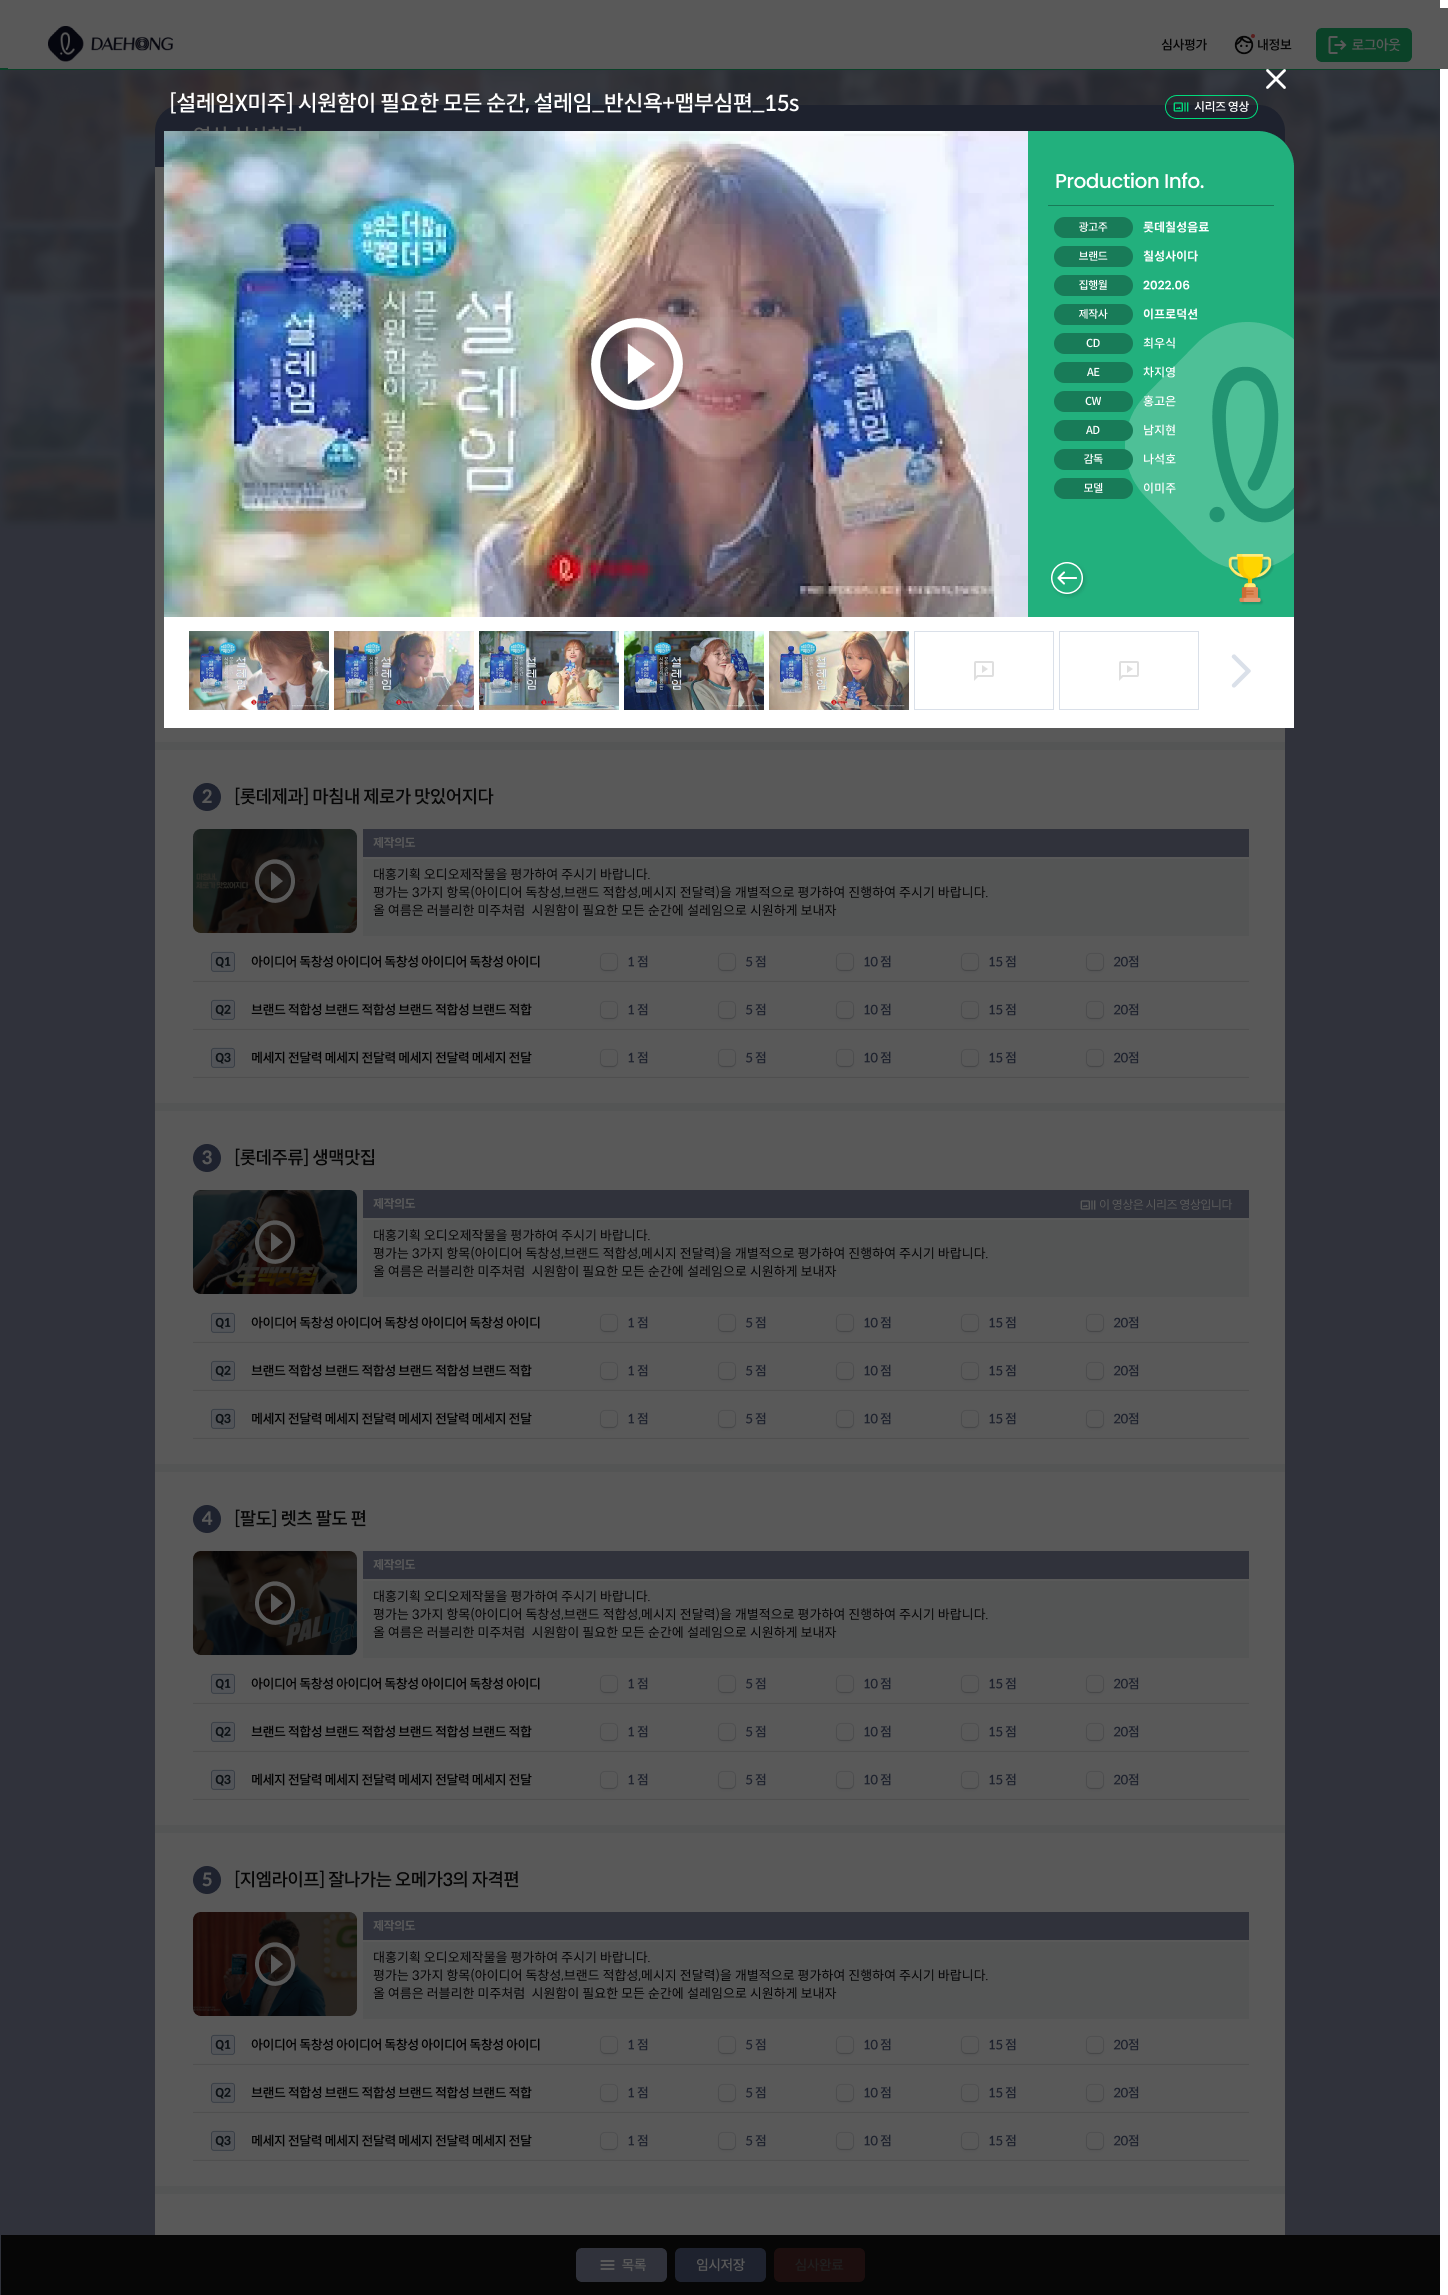 DAEHONG
심사평가
내정보
로그아웃
[설레임X미주] 시원함이 필요한 모든 순간, 설레임_반신욕+맵부심편_15s
시리즈 영상
영상 심사하기
우유는 더 많이
얼음은 더 크게
설레임
모든 순간
시원함이 필요한
설레임
설레임
Production Info.
광고주 롯데칠성음료
브랜드 칠성사이다
집행월 2022.06
제작사 이프로덕션
CD 최우식
AE 차지영
CW 홍고은
AD 남지현
감독 나석호
모델 이미주
설레임
설레임
설레임
설레임
설레임
2 [롯데제과] 마침내 제로가 맛있어지다
제작의도
대홍기획 오디오제작물을 평가하여 주시기 바랍니다.
평가는 3가지 항목(아이디어 독창성,브랜드 적합성,메시지 전달력)을 개별적으로 평가하여 진행하여 주시기 바랍니다.
올 여름은 러블리한 미주처럼 시원함이 필요한 모든 순간에 설레임으로 시원하게 보내자
Q1 아이디어 독창성 아이디어 독창성 아이디어 독창성 아이디 1 점 5 점 10 점 15 점 20점
Q2 브랜드 적합성 브랜드 적합성 브랜드 적합성 브랜드 적합 1 점 5 점 10 점 15 점 20점
Q3 메세지 전달력 메세지 전달력 메세지 전달력 메세지 전달 1 점 5 점 10 점 15 점 20점
3 [롯데주류] 생맥맛집
제작의도
이 영상은 시리즈 영상입니다
생맥맛집
대홍기획 오디오제작물을 평가하여 주시기 바랍니다.
평가는 3가지 항목(아이디어 독창성,브랜드 적합성,메시지 전달력)을 개별적으로 평가하여 진행하여 주시기 바랍니다.
올 여름은 러블리한 미주처럼 시원함이 필요한 모든 순간에 설레임으로 시원하게 보내자
Q1 아이디어 독창성 아이디어 독창성 아이디어 독창성 아이디 1 점 5 점 10 점 15 점 20점
Q2 브랜드 적합성 브랜드 적합성 브랜드 적합성 브랜드 적합 1 점 5 점 10 점 15 점 20점
Q3 메세지 전달력 메세지 전달력 메세지 전달력 메세지 전달 1 점 5 점 10 점 15 점 20점
4 [팔도] 렛츠 팔도 편
제작의도
대홍기획 오디오제작물을 평가하여 주시기 바랍니다.
평가는 3가지 항목(아이디어 독창성,브랜드 적합성,메시지 전달력)을 개별적으로 평가하여 진행하여 주시기 바랍니다.
올 여름은 러블리한 미주처럼 시원함이 필요한 모든 순간에 설레임으로 시원하게 보내자
Q1 아이디어 독창성 아이디어 독창성 아이디어 독창성 아이디 1 점 5 점 10 점 15 점 20점
Q2 브랜드 적합성 브랜드 적합성 브랜드 적합성 브랜드 적합 1 점 5 점 10 점 15 점 20점
Q3 메세지 전달력 메세지 전달력 메세지 전달력 메세지 전달 1 점 5 점 10 점 15 점 20점
5 [지엠라이프] 잘나가는 오메가3의 자격편
제작의도
대홍기획 오디오제작물을 평가하여 주시기 바랍니다.
평가는 3가지 항목(아이디어 독창성,브랜드 적합성,메시지 전달력)을 개별적으로 평가하여 진행하여 주시기 바랍니다.
올 여름은 러블리한 미주처럼 시원함이 필요한 모든 순간에 설레임으로 시원하게 보내자
Q1 아이디어 독창성 아이디어 독창성 아이디어 독창성 아이디 1 점 5 점 10 점 15 점 20점
Q2 브랜드 적합성 브랜드 적합성 브랜드 적합성 브랜드 적합 1 점 5 점 10 점 15 점 20점
Q3 메세지 전달력 메세지 전달력 메세지 전달력 메세지 전달 1 점 5 점 10 점 15 점 20점
목록
임시저장
심사완료